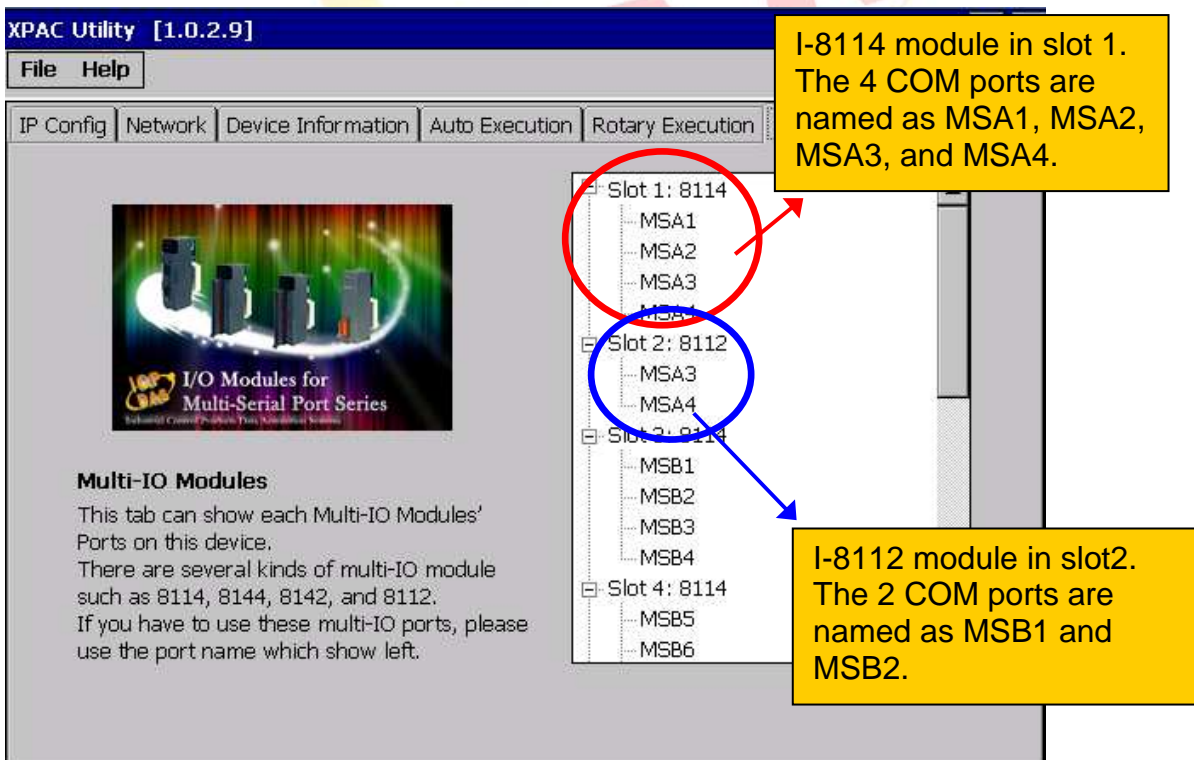 XPAC Utility [1.0.2.9]
File Help
IP Config Network Device Information Auto Execution Rotary Execution
I-8114 module in slot 1.
The 4 COM ports are
named as MSA1, MSA2,
MSA3, and MSA4.
I/O Modules for
Multi-Serial Port Series
Multi-IO Modules
This tab can show each Multi-IO Modules'
Ports on this device.
There are several kinds of multi-IO module
such as 8114, 8144, 8142, and 8112.
If you have to use these multi-IO ports, please
use the port name which show left.
Slot 1: 8114
MSA1
MSA2
MSA3
MSA4
Slot 2: 8112
MSA3
MSA4
Slot 3: 8114
MSB1
MSB2
MSB3
MSB4
Slot 4: 8114
MSB5
MSB6
I-8112 module in slot2.
The 2 COM ports are
named as MSB1 and
MSB2.